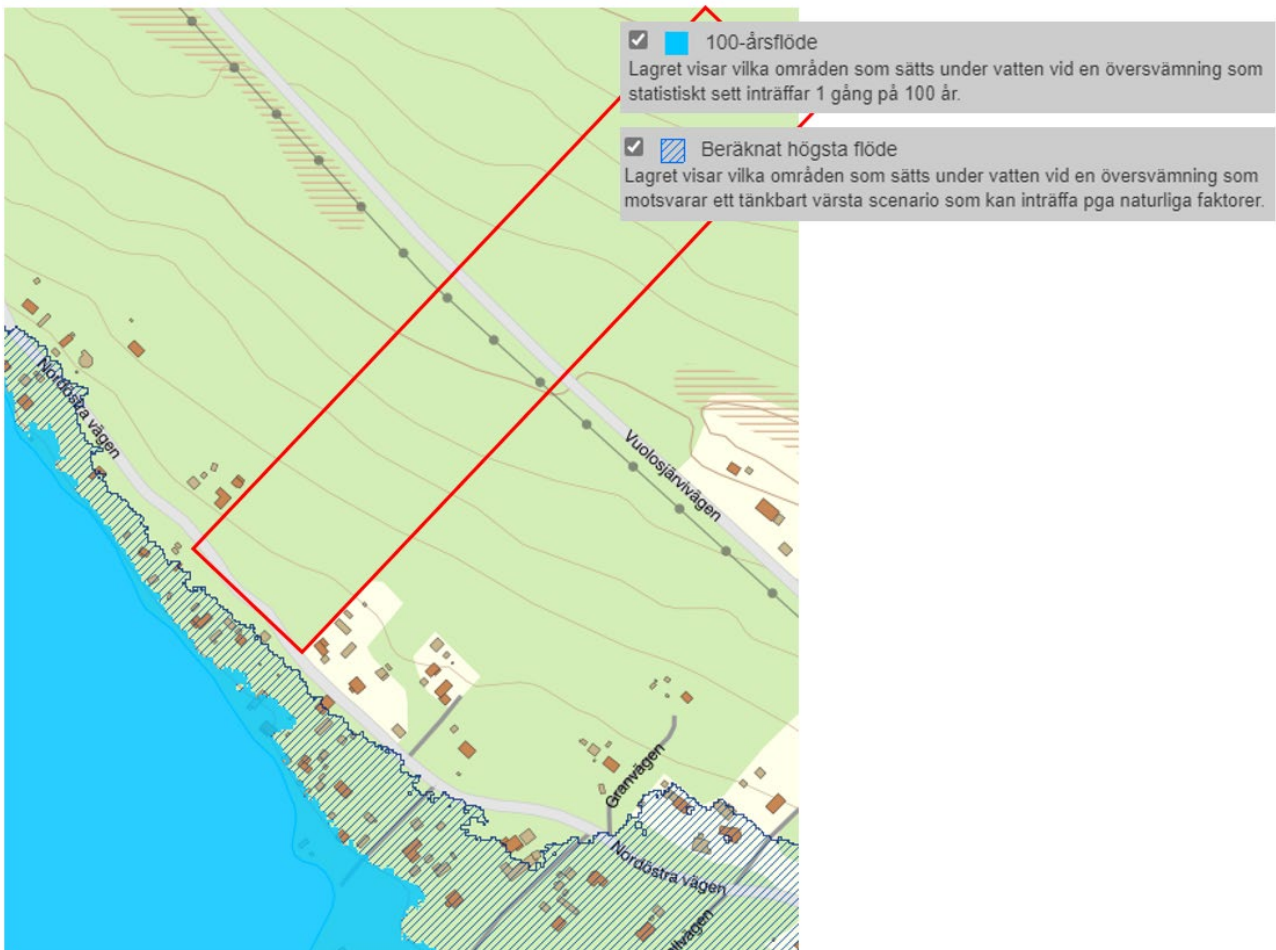 100-årsflöde
Lagret visar vilka områden som sätts under vatten vid en översvämning som
statistiskt sett inträffar 1 gång på 100 år.
Beräknat högsta flöde
Lagret visar vilka områden som sätts under vatten vid en översvämning som
motsvarar ett tänkbart värsta scenario som kan inträffa pga naturliga faktorer.
Nordöstra vägen
Vuolosjärvivägen
Granvägen
Nordöstra vägen